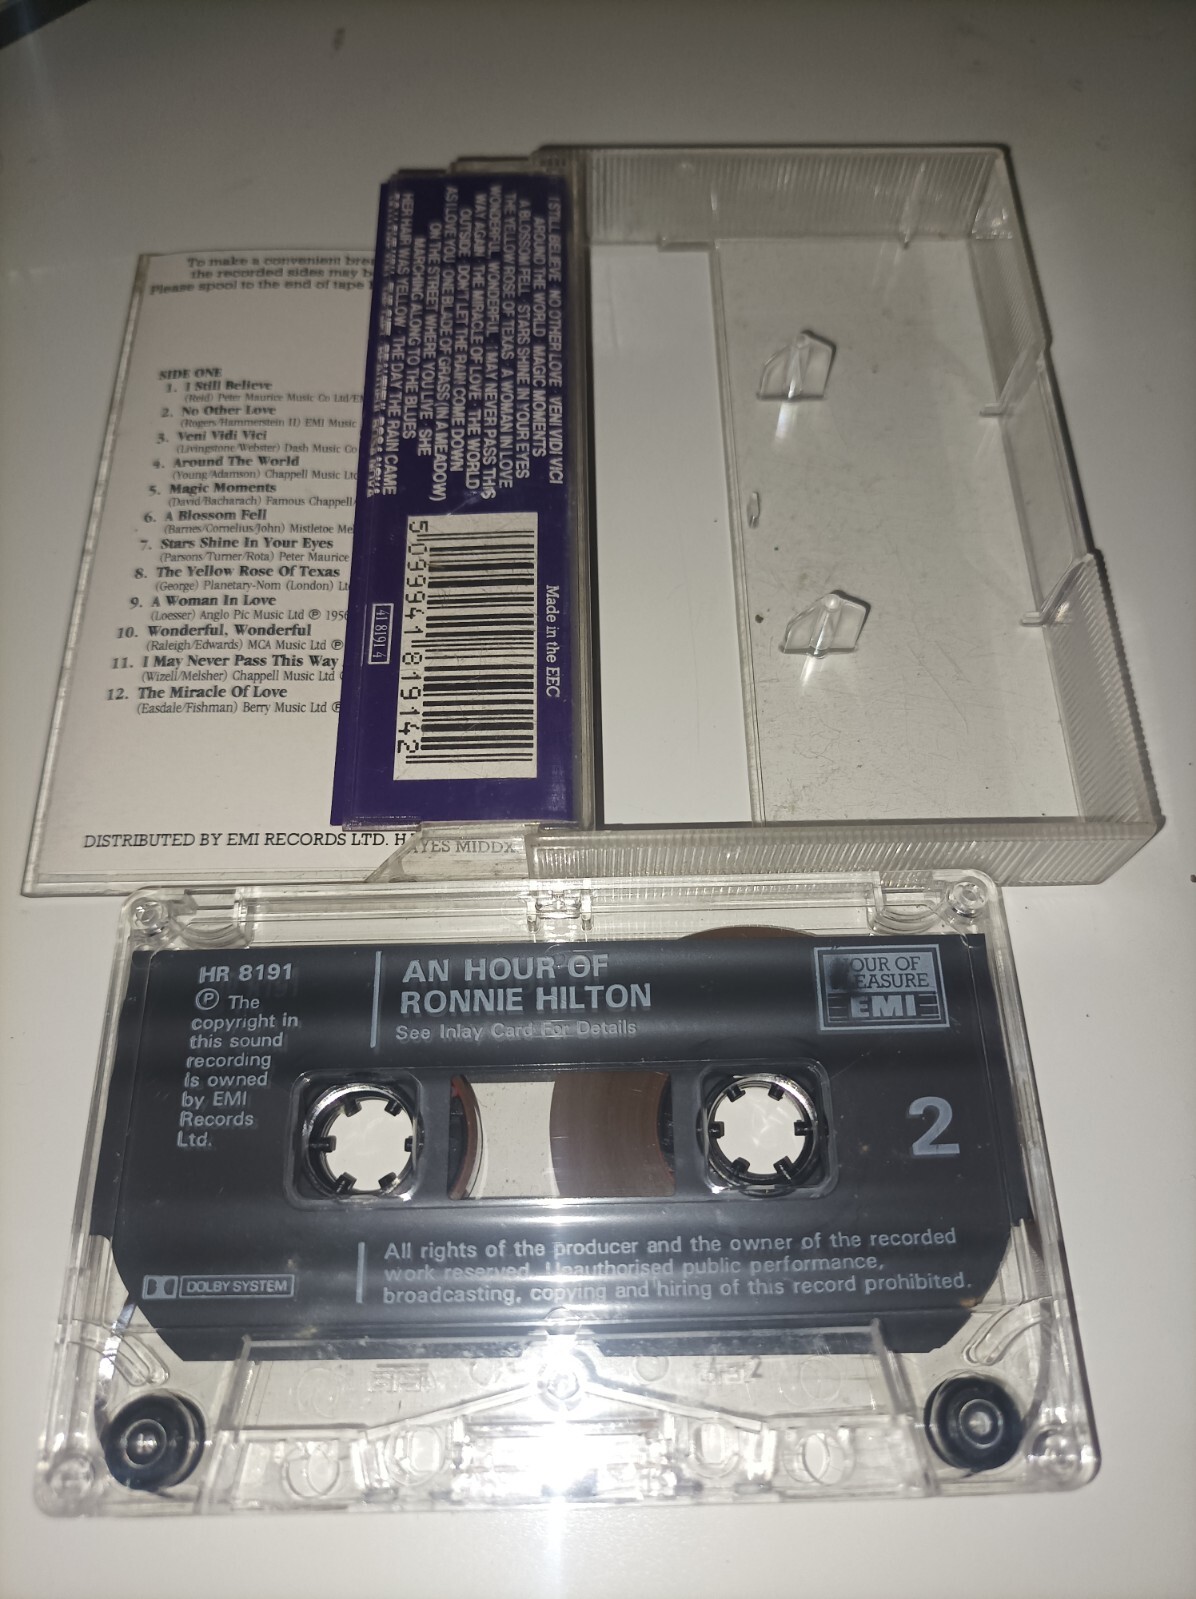 To make a convenient
the recorded sides may
Please spool to the end of tape
SIDE ONE
1. I Still Believe
(Reid) Peter Maurice Music Co Ltd/
2. No Other Love
(Rogers/Hammerstein II) EMI Music
3. Veni Vidi Vici
(Livingstone/Webster) Dash Music Co
4. Around The World
(Young/Adamson) Chappell Music Ltd
5. Magic Moments
(David/Bacharach) Famous Chappell
6. A Blossom Fell
(Barnes/Cornelius/John) Mistletoe
7. Stars Shine In Your Eyes
(Parsons/Turner/Rota) Peter Maurice
8. The Yellow Rose Of Texas
(George) Planetary-Nom (London)
9. A Woman In Love
(Loesser) Anglo Pic Music Ltd ℗ 1956
10. Wonderful, Wonderful
(Raleigh/Edwards) MCA Music Ltd ℗
11. I May Never Pass This Way
(Wizell/Melsher) Chappell Music Ltd
12. The Miracle Of Love
(Easdale/Fishman) Berry Music Ltd ℗
DISTRIBUTED BY EMI RECORDS LTD. HAYES MIDDX
I STILL BELIEVE · NO OTHER LOVE · VENI VIDI VICI
AROUND THE WORLD · MAGIC MOMENTS
A BLOSSOM FELL · STARS SHINE IN YOUR EYES
THE YELLOW ROSE OF TEXAS · A WOMAN IN LOVE
WONDERFUL, WONDERFUL · I MAY NEVER PASS THIS
WAY AGAIN · THE MIRACLE OF LOVE · THE WORLD
OUTSIDE · DON'T LET THE RAIN COME DOWN
AS I LOVE YOU · ONE BLADE OF GRASS (IN A MEADOW)
ON THE STREET WHERE YOU LIVE · SHE
MARCHING ALONG TO THE BLUES
HER HAIR WAS YELLOW · THE DAY THE RAIN CAME
Made in the EEC
5 099941 819142
41 8191 4
HR 8191
℗ The
copyright in
this sound
recording
is owned
by EMI
Records
Ltd.
AN HOUR OF
RONNIE HILTON
See Inlay Card For Details
HOUR OF
PLEASURE
EMI
2
DOLBY SYSTEM
All rights of the producer and the owner of the recorded
work reserved. Unauthorised public performance,
broadcasting, copying and hiring of this record prohibited.